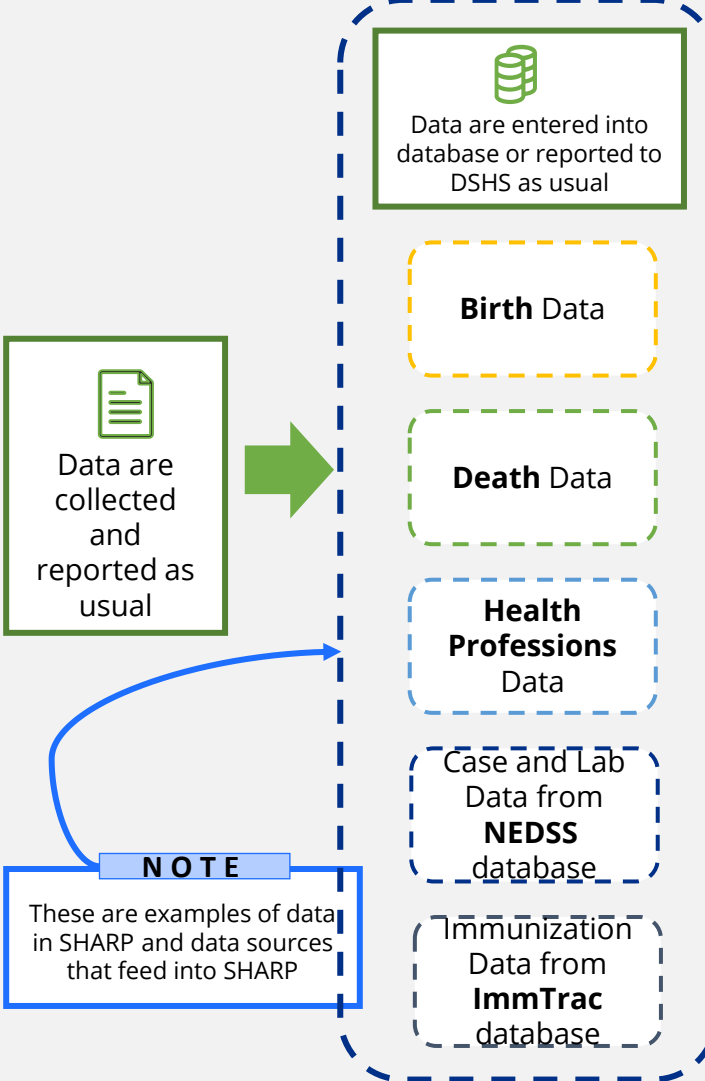 Data are entered into
database or reported to
DSHS as usual
Birth Data
Data are
collected
and
reported as
usual
Death Data
Health
Professions
Data
Case and Lab
Data from
NEDSS
database
NOTE
These are examples of data
in SHARP and data sources
that feed into SHARP
Immunization
Data from
ImmTrac
database